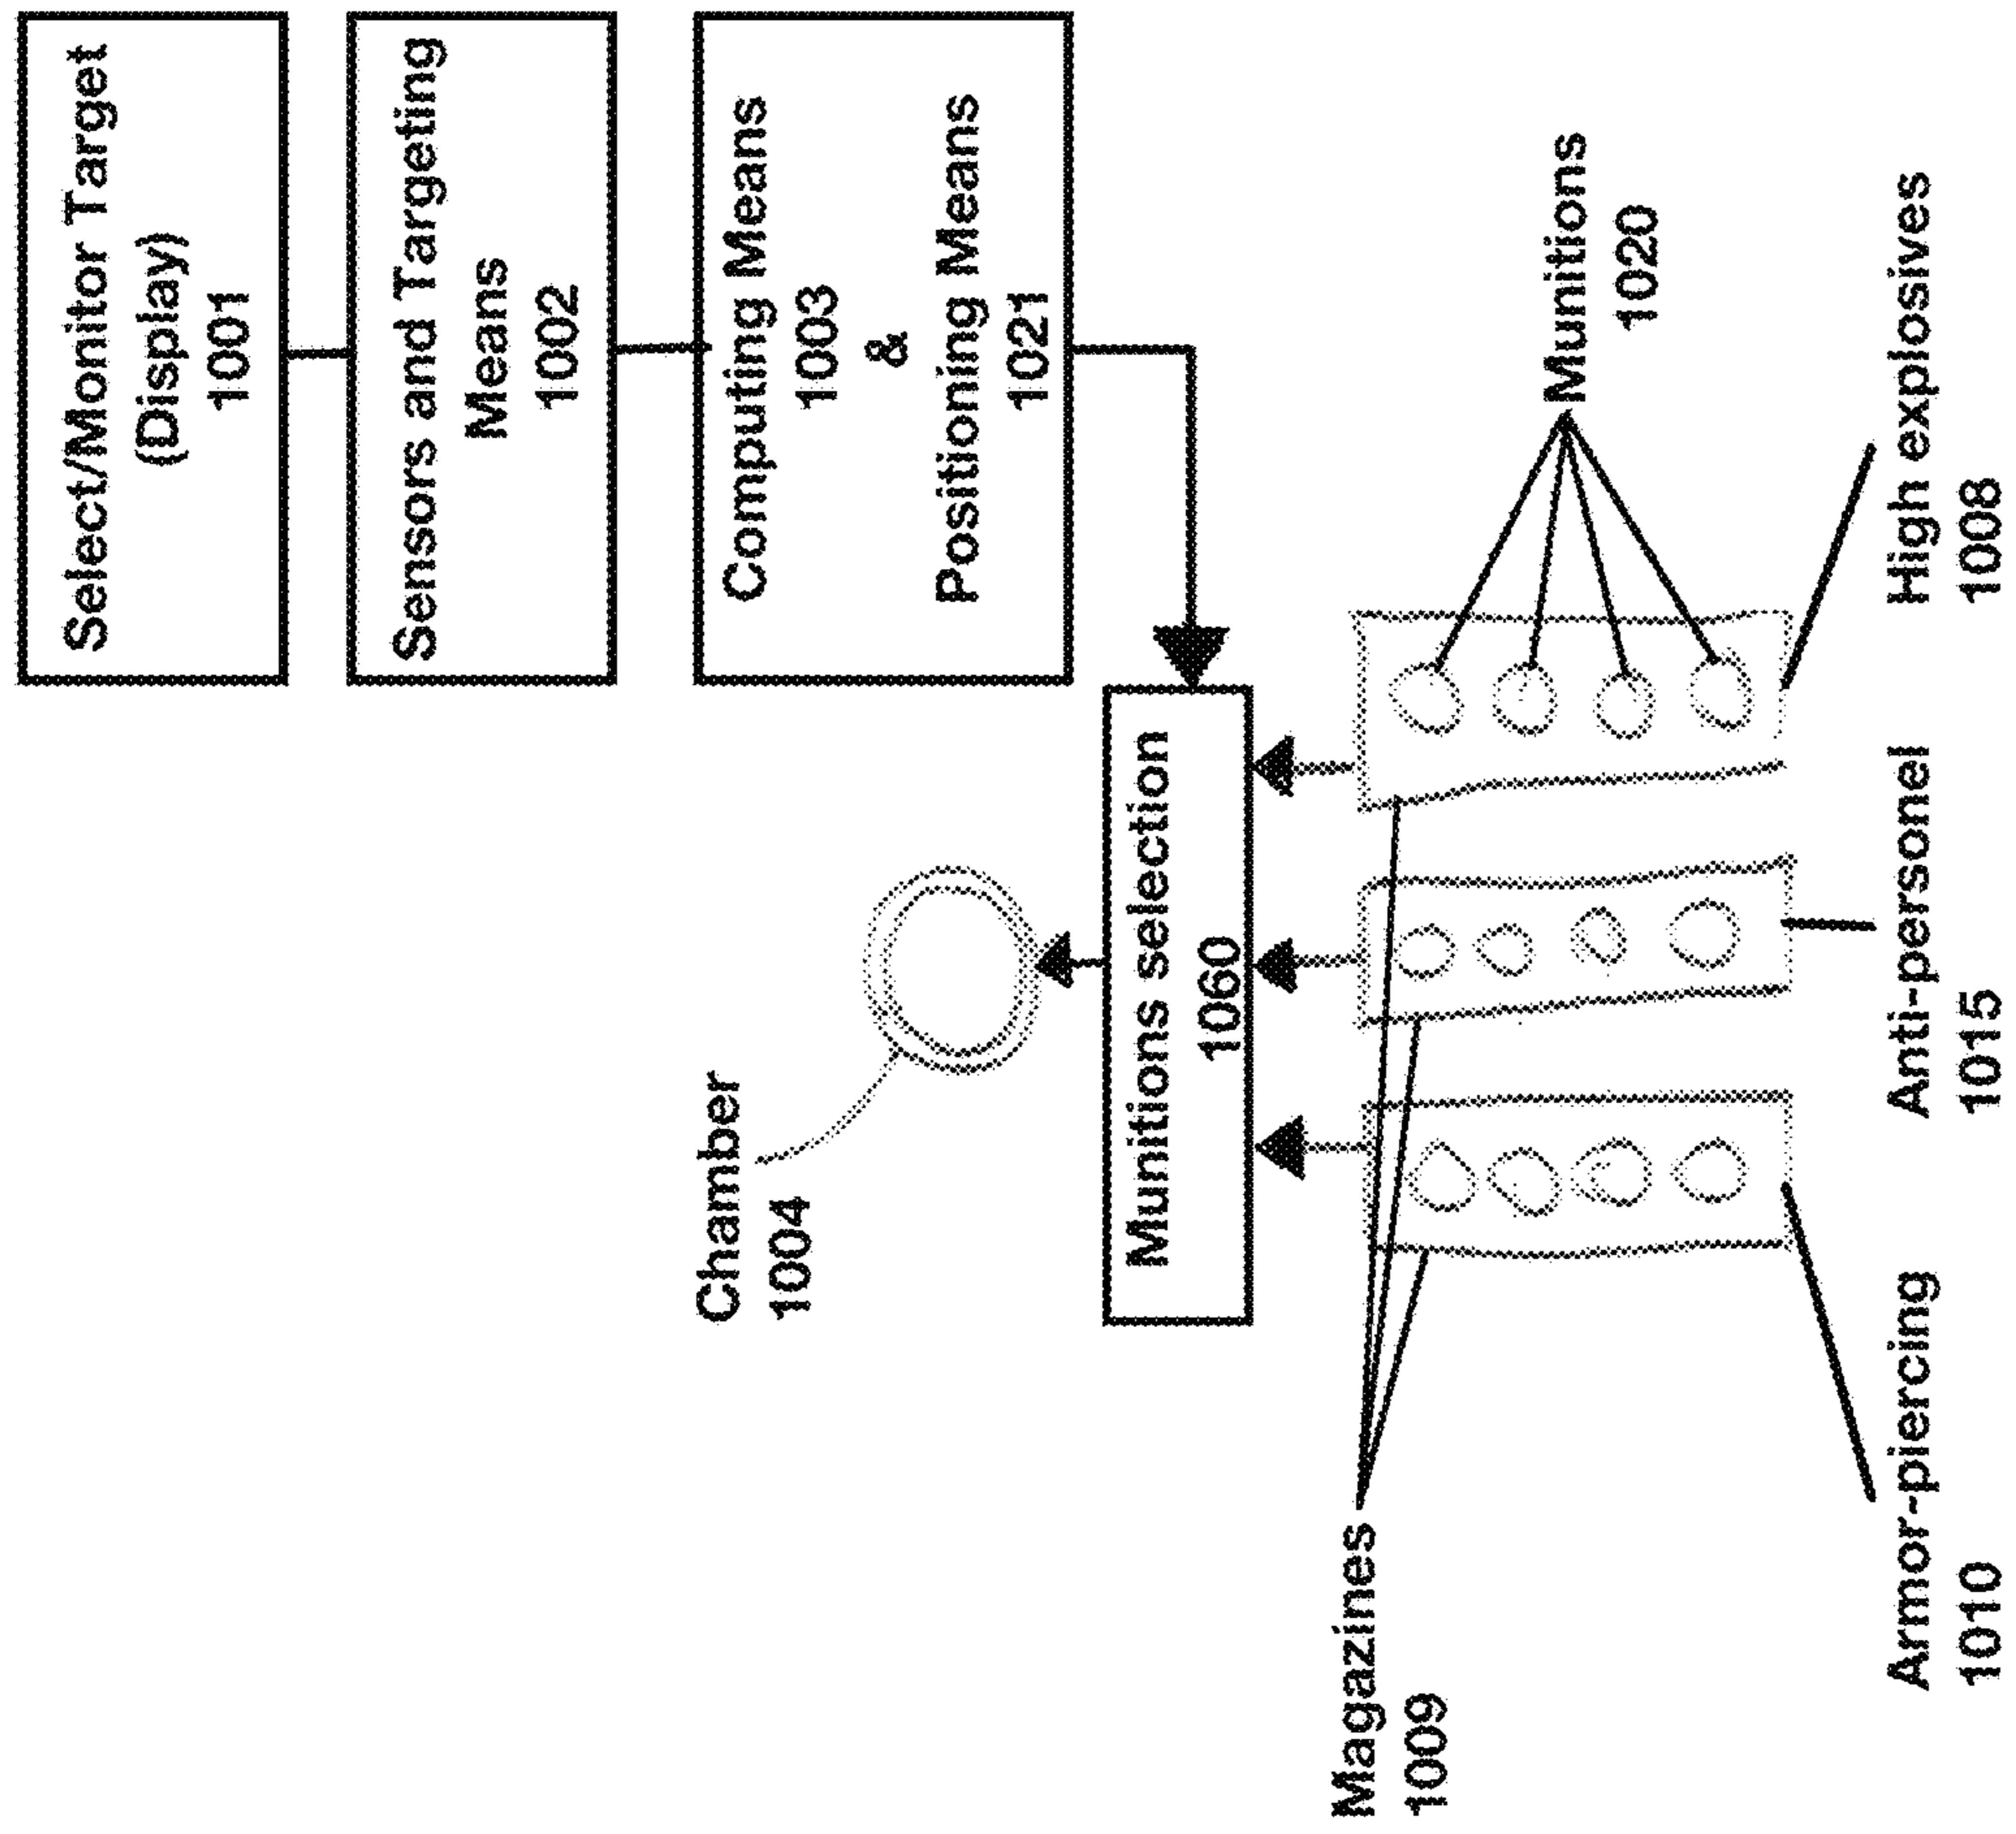 Select/Monitor Target
(Display)
1001
Sensors and Targeting
Means
1002
Computing Means
1003
&
Positioning Means
1021
Chamber
1004
Munitions selection
1060
Munitions
1020
Magazines
1009
Armor-piercing
1010
Anti-personel
1015
High explosives
1008